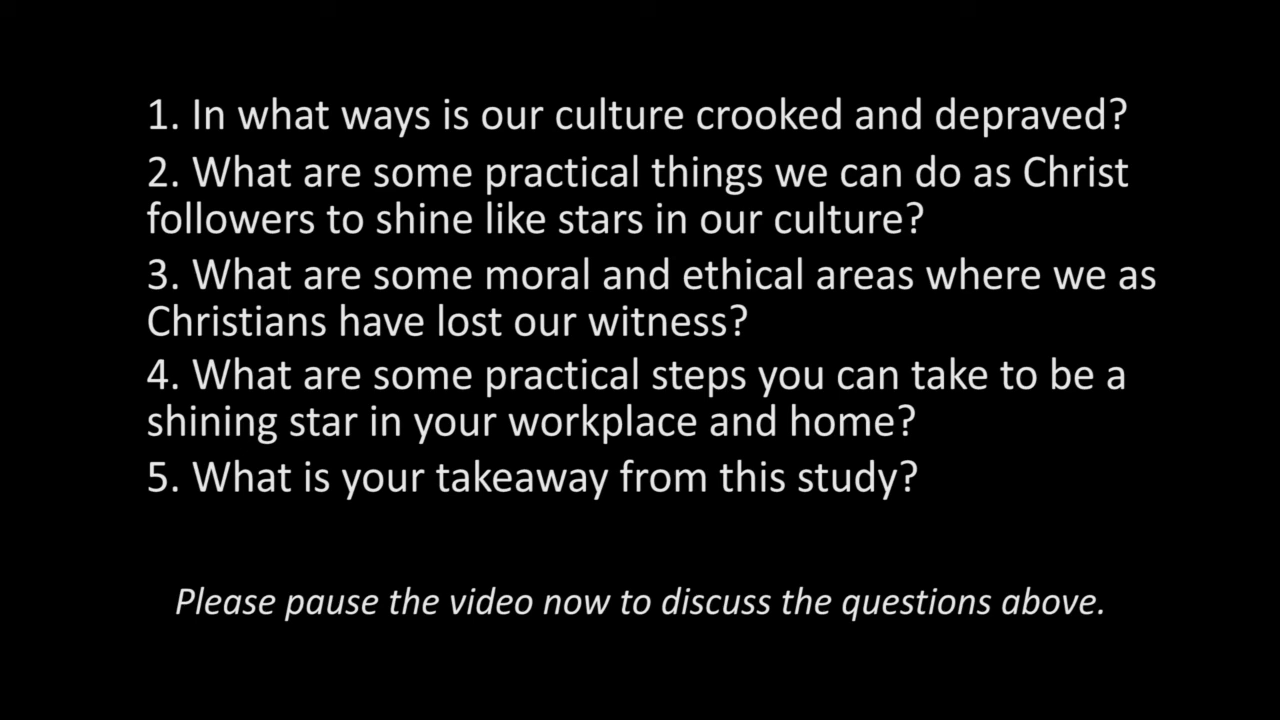 1. In what ways is our culture crooked and depraved?
2. What are some practical things we can do as Christ
followers to shine like stars in our culture?
3. What are some moral and ethical areas where we as
Christians have lost our witness?
4. What are some practical steps you can take to be a
shining star in your workplace and home?
5. What is your takeaway from this study?
Please pause the video now to discuss the questions above.